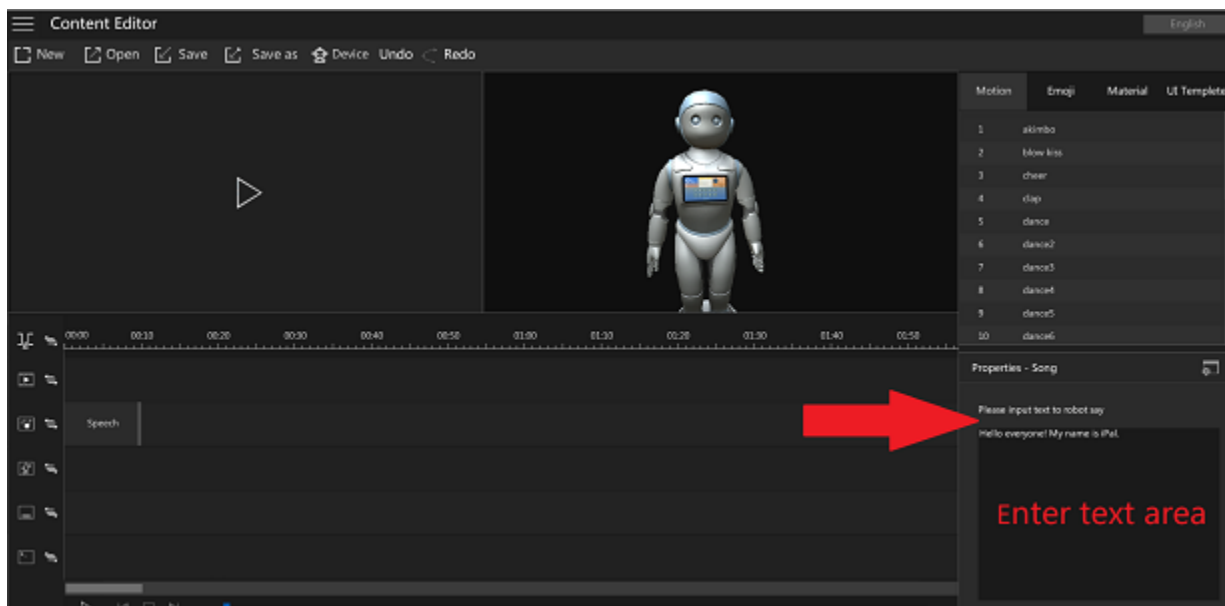 Content Editor
English
New Open Save Save as Device Undo Redo
Motion Emoji Material UI Templete
1 akimbo
2 blow kiss
3 cheer
4 clap
5 dance
6 dance2
7 dance3
8 dance4
9 dance5
10 dance6
00:00 00:10 00:20 00:30 00:40 00:50 01:00 01:10 01:20 01:30 01:40 01:50
Properties - Song
Please input text to robot say
Speech
Hello everyone! My name is iPal.
Enter text area